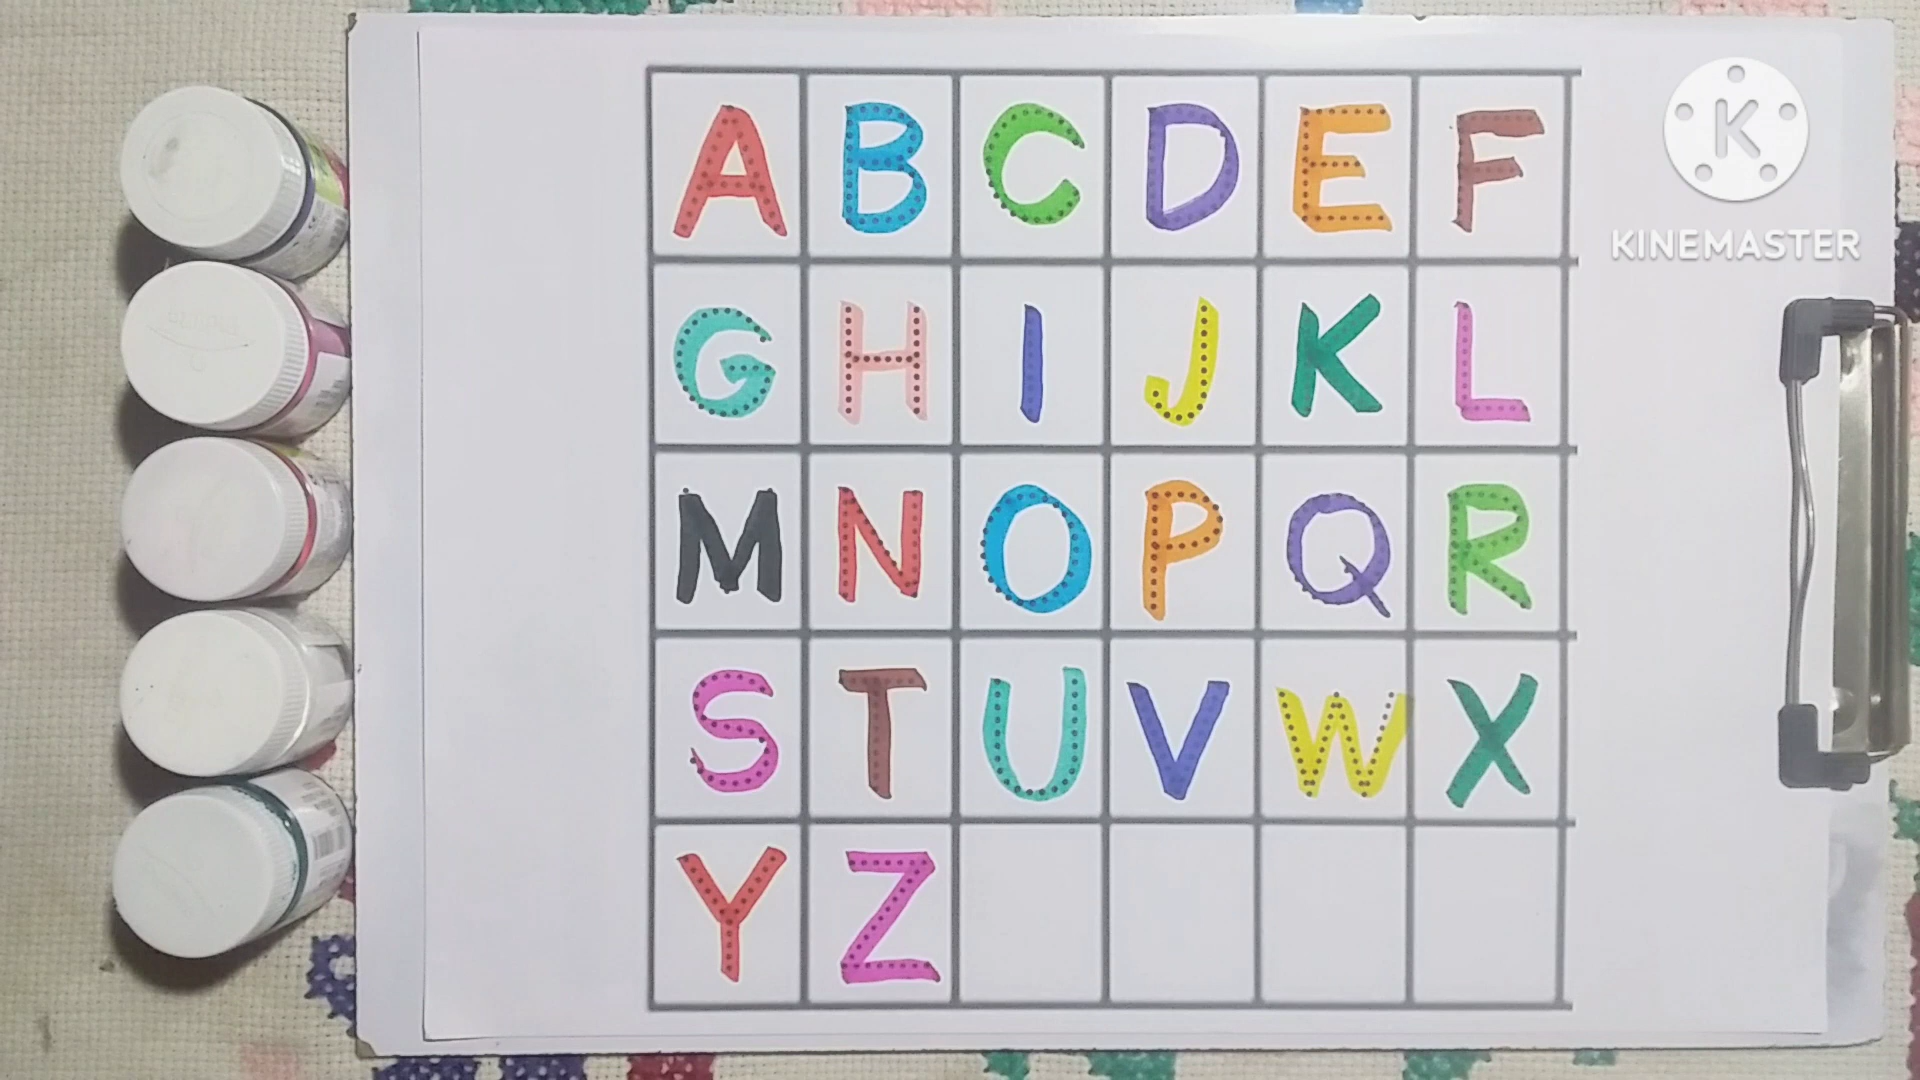 A B C D E F
K
KINEMASTER
G H I J K L
M N O P Q R
S T U V W X
Y Z